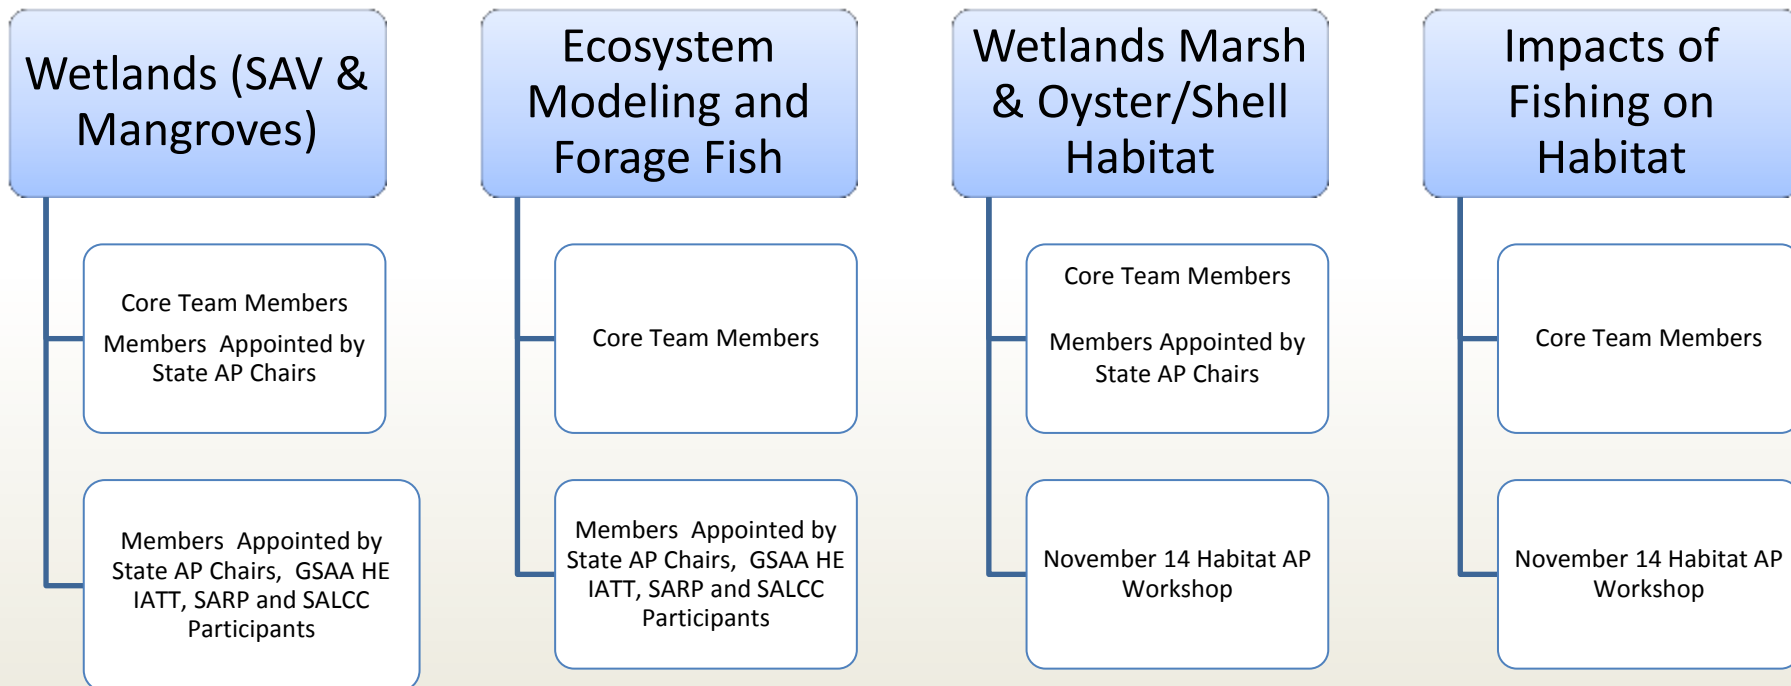 Wetlands (SAV &
Mangroves)
Core Team Members
Members Appointed by
State AP Chairs
Members Appointed by
State AP Chairs, GSAA HE
IATT, SARP and SALCC
Participants
Ecosystem
Modeling and
Forage Fish
Core Team Members
Members Appointed by
State AP Chairs, GSAA HE
IATT, SARP and SALCC
Participants
Wetlands Marsh
& Oyster/Shell
Habitat
Core Team Members
Members Appointed by
State AP Chairs
November 14 Habitat AP
Workshop
Impacts of
Fishing on
Habitat
Core Team Members
November 14 Habitat AP
Workshop